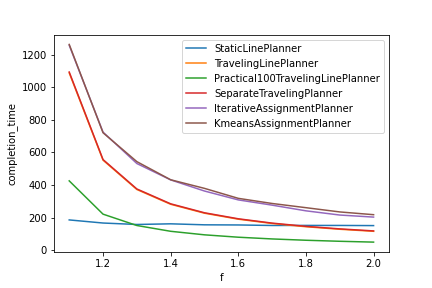 StaticLinePlanner
TravelingLinePlanner
Practical100TravelingLinePlanner
SeparateTravelingPlanner
IterativeAssignmentPlanner
KmeansAssignmentPlanner
1200
1000
800
600
400
200
0
completion_time
1.2
1.4
1.6
1.8
2.0
f